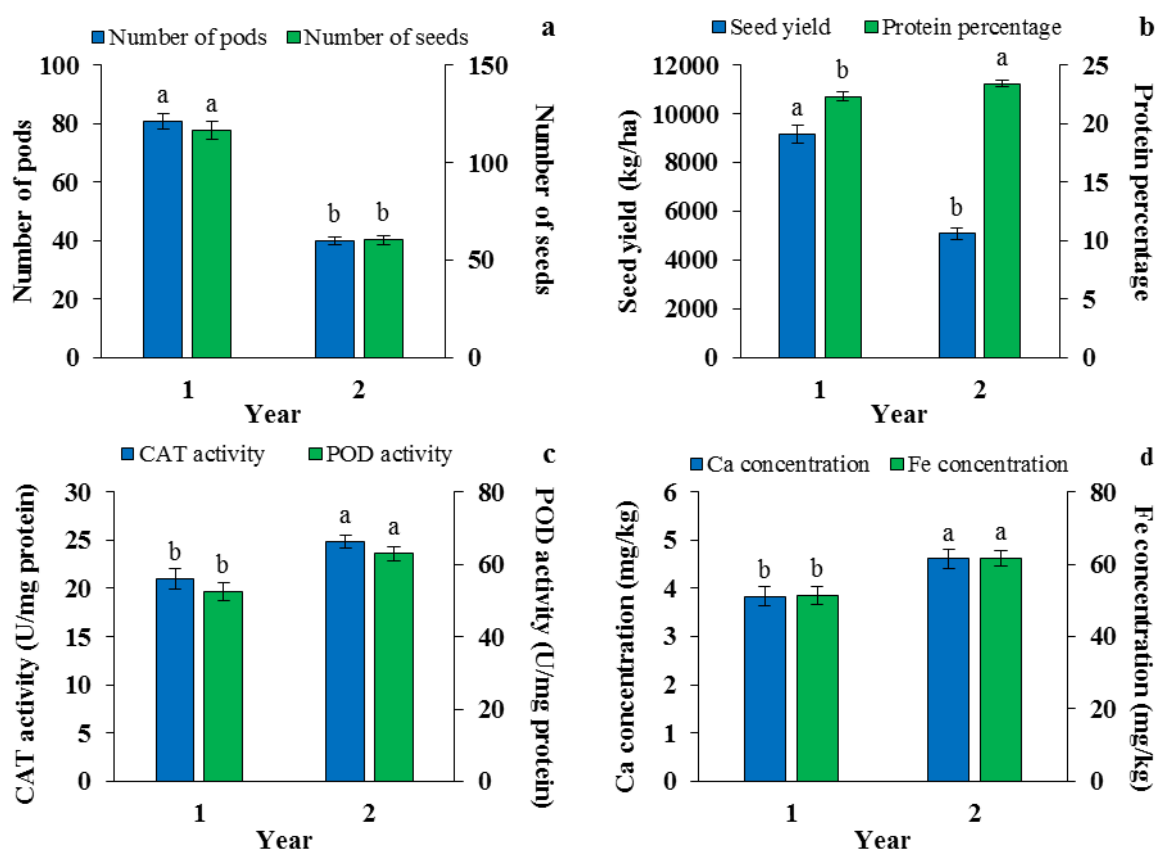 Number of pods Number of seeds a
100
80
60
40
20
0
Number of pods
150
100
50
0
Number of seeds
a a
b b
1 2
Year
Seed yield Protein percentage b
12000
10000
8000
6000
4000
2000
0
Seed yield (kg/ha)
25
20
15
10
5
0
Protein percentage
a b
b a
1 2
Year
CAT activity POD activity c
30
25
20
15
10
5
0
CAT activity (U/mg protein)
80
60
40
20
0
POD activity (U/mg protein)
b b
a a
1 2
Year
Ca concentration Fe concentration d
6
5
4
3
2
1
0
Ca concentration (mg/kg)
80
60
40
20
0
Fe concentration (mg/kg)
b b
a a
1 2
Year